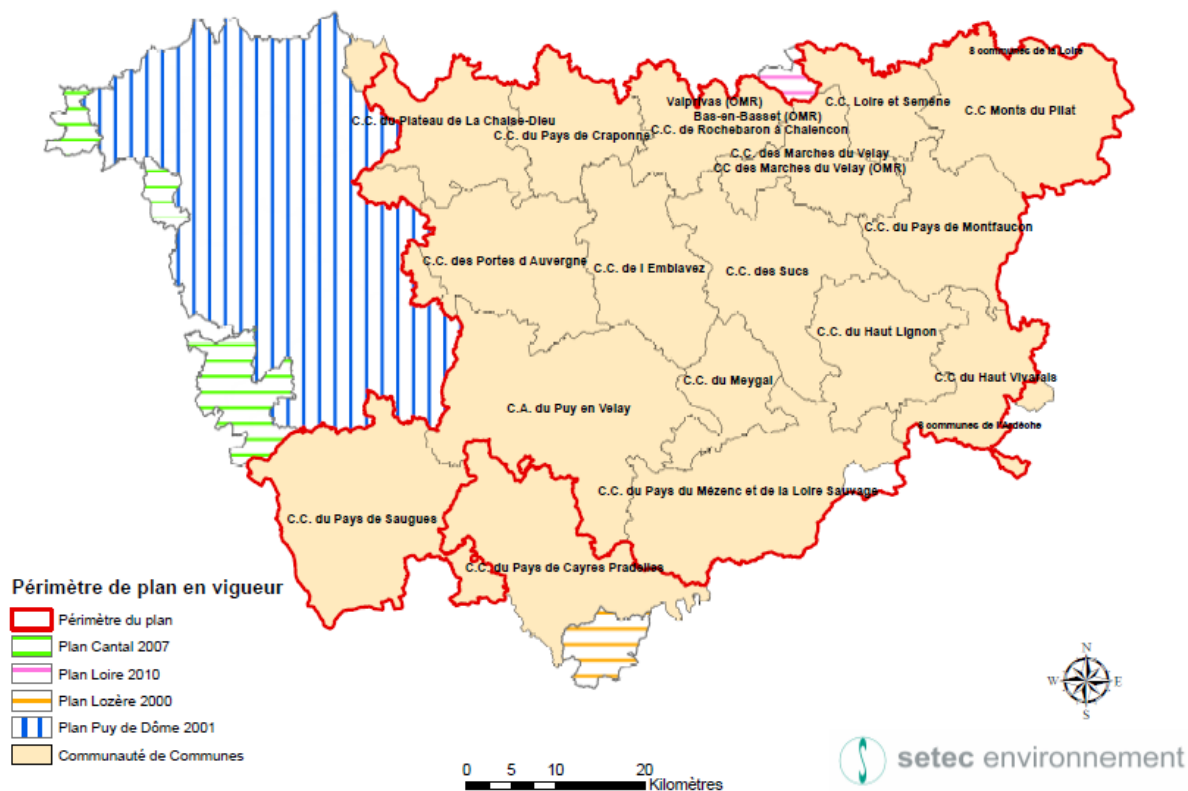 8 communes de la Loire
Valprivas (OMR)
C.C. Loire et Semène
C.C Monts du Pilat
Bas-en-Basset (OMR)
C.C. du Plateau de La Chaise-Dieu
C.C. du Pays de Craponne
C.C. de Rochebaron à Chalencon
C.C. des Marches du Velay
CC des Marches du Velay (OMR)
C.C. du Pays de Montfaucon
C.C. des Portes d Auvergne
C.C. de l Emblavez
C.C. des Sucs
C.C. du Haut Lignon
C.C. du Meygal
C.C du Haut Vivarais
C.A. du Puy en Velay
8 communes de l'Ardèche
C.C. du Pays du Mézenc et de la Loire Sauvage
C.C. du Pays de Saugues
C.C. du Pays de Cayres Pradelles
Périmètre de plan en vigueur
Périmètre du plan
Plan Cantal 2007
Plan Loire 2010
Plan Lozère 2000
Plan Puy de Dôme 2001
Communauté de Communes
N
W E
S
0 5 10 20
Kilomètres
setec environnement